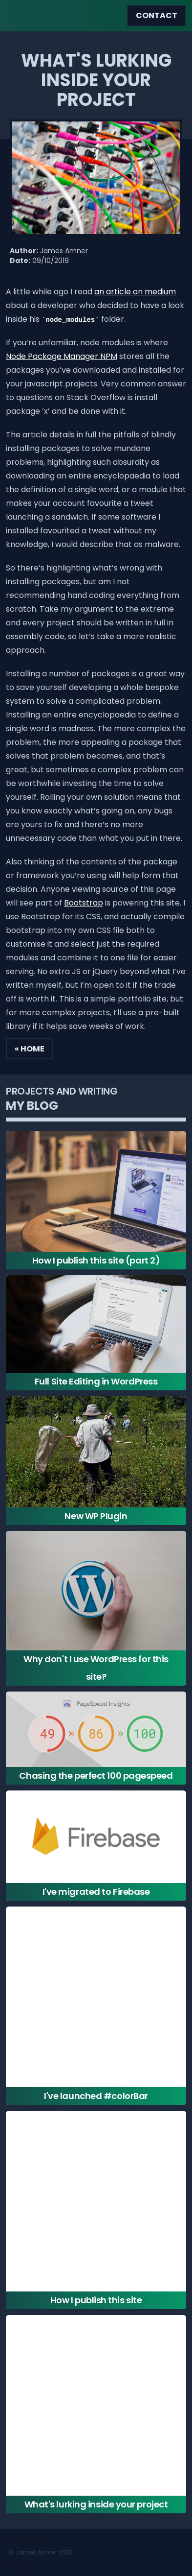 CONTACT
WHAT'S LURKING
INSIDE YOUR
PROJECT
Author: James Amner
Date: 09/10/2019
A little while ago I read an article on medium
about a developer who decided to have a look
inside his `node_modules` folder.
If you're unfamiliar, node modules is where
Node Package Manager NPM stores all the
packages you've downloaded and installed for
your javascript projects. Very common answer
to questions on Stack Overflow is install
package 'x' and be done with it.
The article details in full the pitfalls of blindly
installing packages to solve mundane
problems, highlighting such absurdity as
downloading an entire encyclopaedia to load
the definition of a single word, or a module that
makes your account favourite a tweet
launching a sandwich. If some software I
installed favourited a tweet without my
knowledge, I would describe that as malware.
So there's highlighting what's wrong with
installing packages, but am I not
recommending hand coding everything from
scratch. Take my argument to the extreme
and every project should be written in full in
assembly code, so let's take a more realistic
approach.
Installing a number of packages is a great way
to save yourself developing a whole bespoke
system to solve a complicated problem.
Installing an entire encyclopedia to define a
single word is madness. The more complex the
problem, the more appealing a package that
solves that problem becomes, and that's
great, but sometimes a complex problem can
be worthwhile investing the time to solve
yourself. Rolling your own solution means that
you know exactly what's going on, any bugs
are yours to fix and there's no more
unnecessary code than what you put in there.
Also thinking of the contents of the package
or framework you're using will help form that
decision. Anyone viewing source of this page
will see part of Bootstrap is powering this site. I
use Bootstrap for its CSS, and actually compile
bootstrap into my own CSS file both to
customise it and select just the required
modules and combine it to one file for easier
serving. No extra JS or jQuery beyond what I've
written myself, but I'm open to it if the trade
off is worth it. This is a simple portfolio site, but
for more complex projects, I'll use a pre-built
library if it helps save weeks of work.
« HOME
PROJECTS AND WRITING
MY BLOG
How I publish this site (part 2)
Full Site Editing in WordPress
New WP Plugin
Why don't I use WordPress for this
site?
PageSpeed Insights
49 » 86 » 100
Chasing the perfect 100 pagespeed
Firebase
I've migrated to Firebase
I've launched #colorBar
How I publish this site
What's lurking inside your project
© James Amner 2022